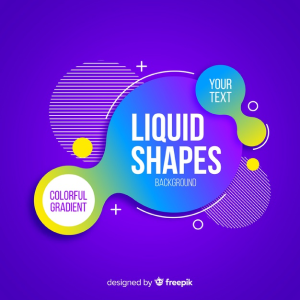 YOUR
TEXT
LIQUID
SHAPES
BACKGROUND
COLORFUL
GRADIENT
designed by freepik